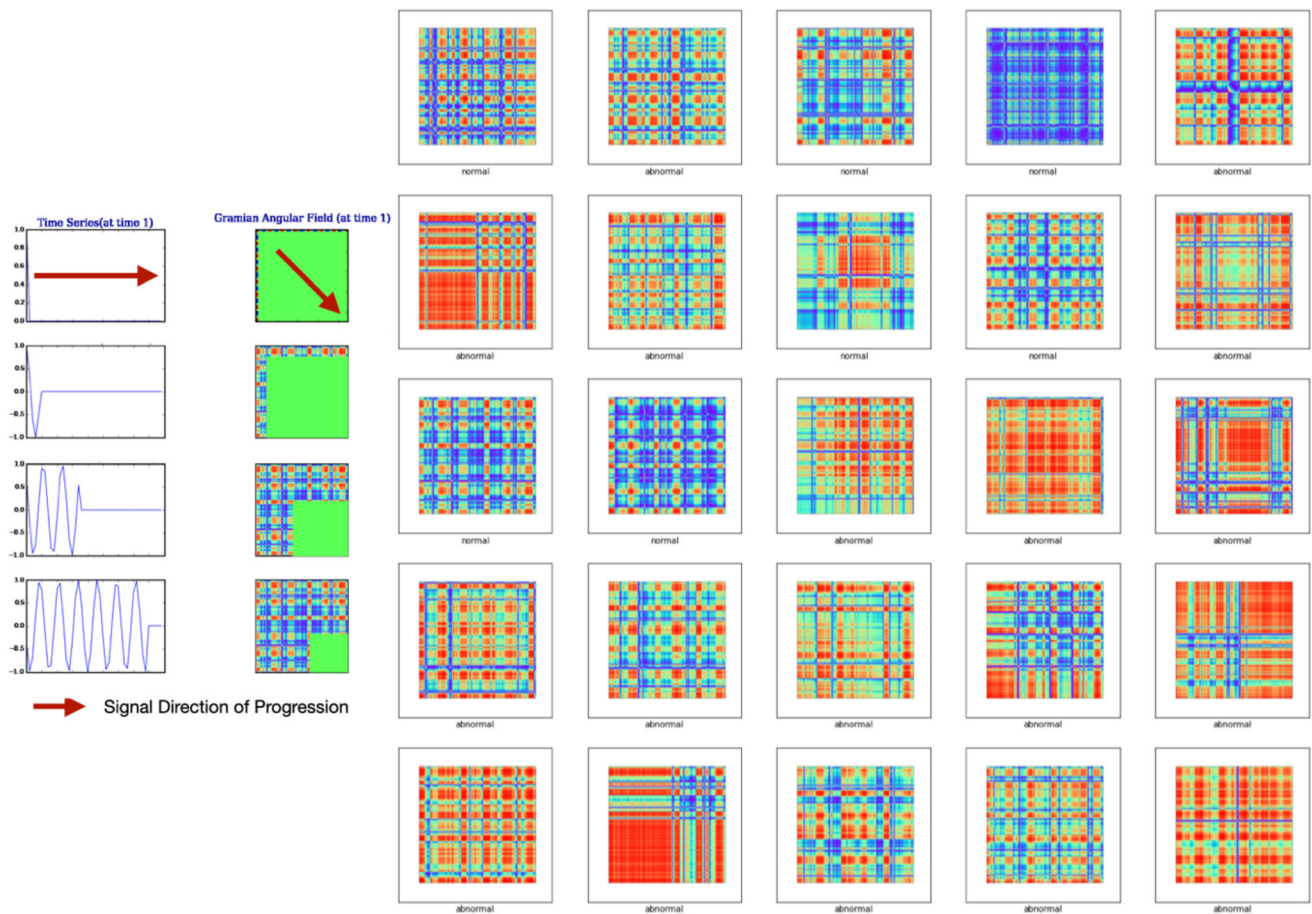 Time Series(at time 1)
1.0
0.8
0.6
0.4
0.2
0.0
1.0
0.5
0.0
−0.5
−1.0
1.0
0.5
0.0
−0.5
−1.0
1.0
0.5
0.0
−0.5
−1.0
Signal Direction of Progression
Gramian Angular Field (at time 1)
normal
abnormal
normal
normal
abnormal
abnormal
abnormal
normal
normal
abnormal
normal
normal
abnormal
abnormal
abnormal
abnormal
abnormal
abnormal
abnormal
abnormal
abnormal
abnormal
abnormal
abnormal
abnormal